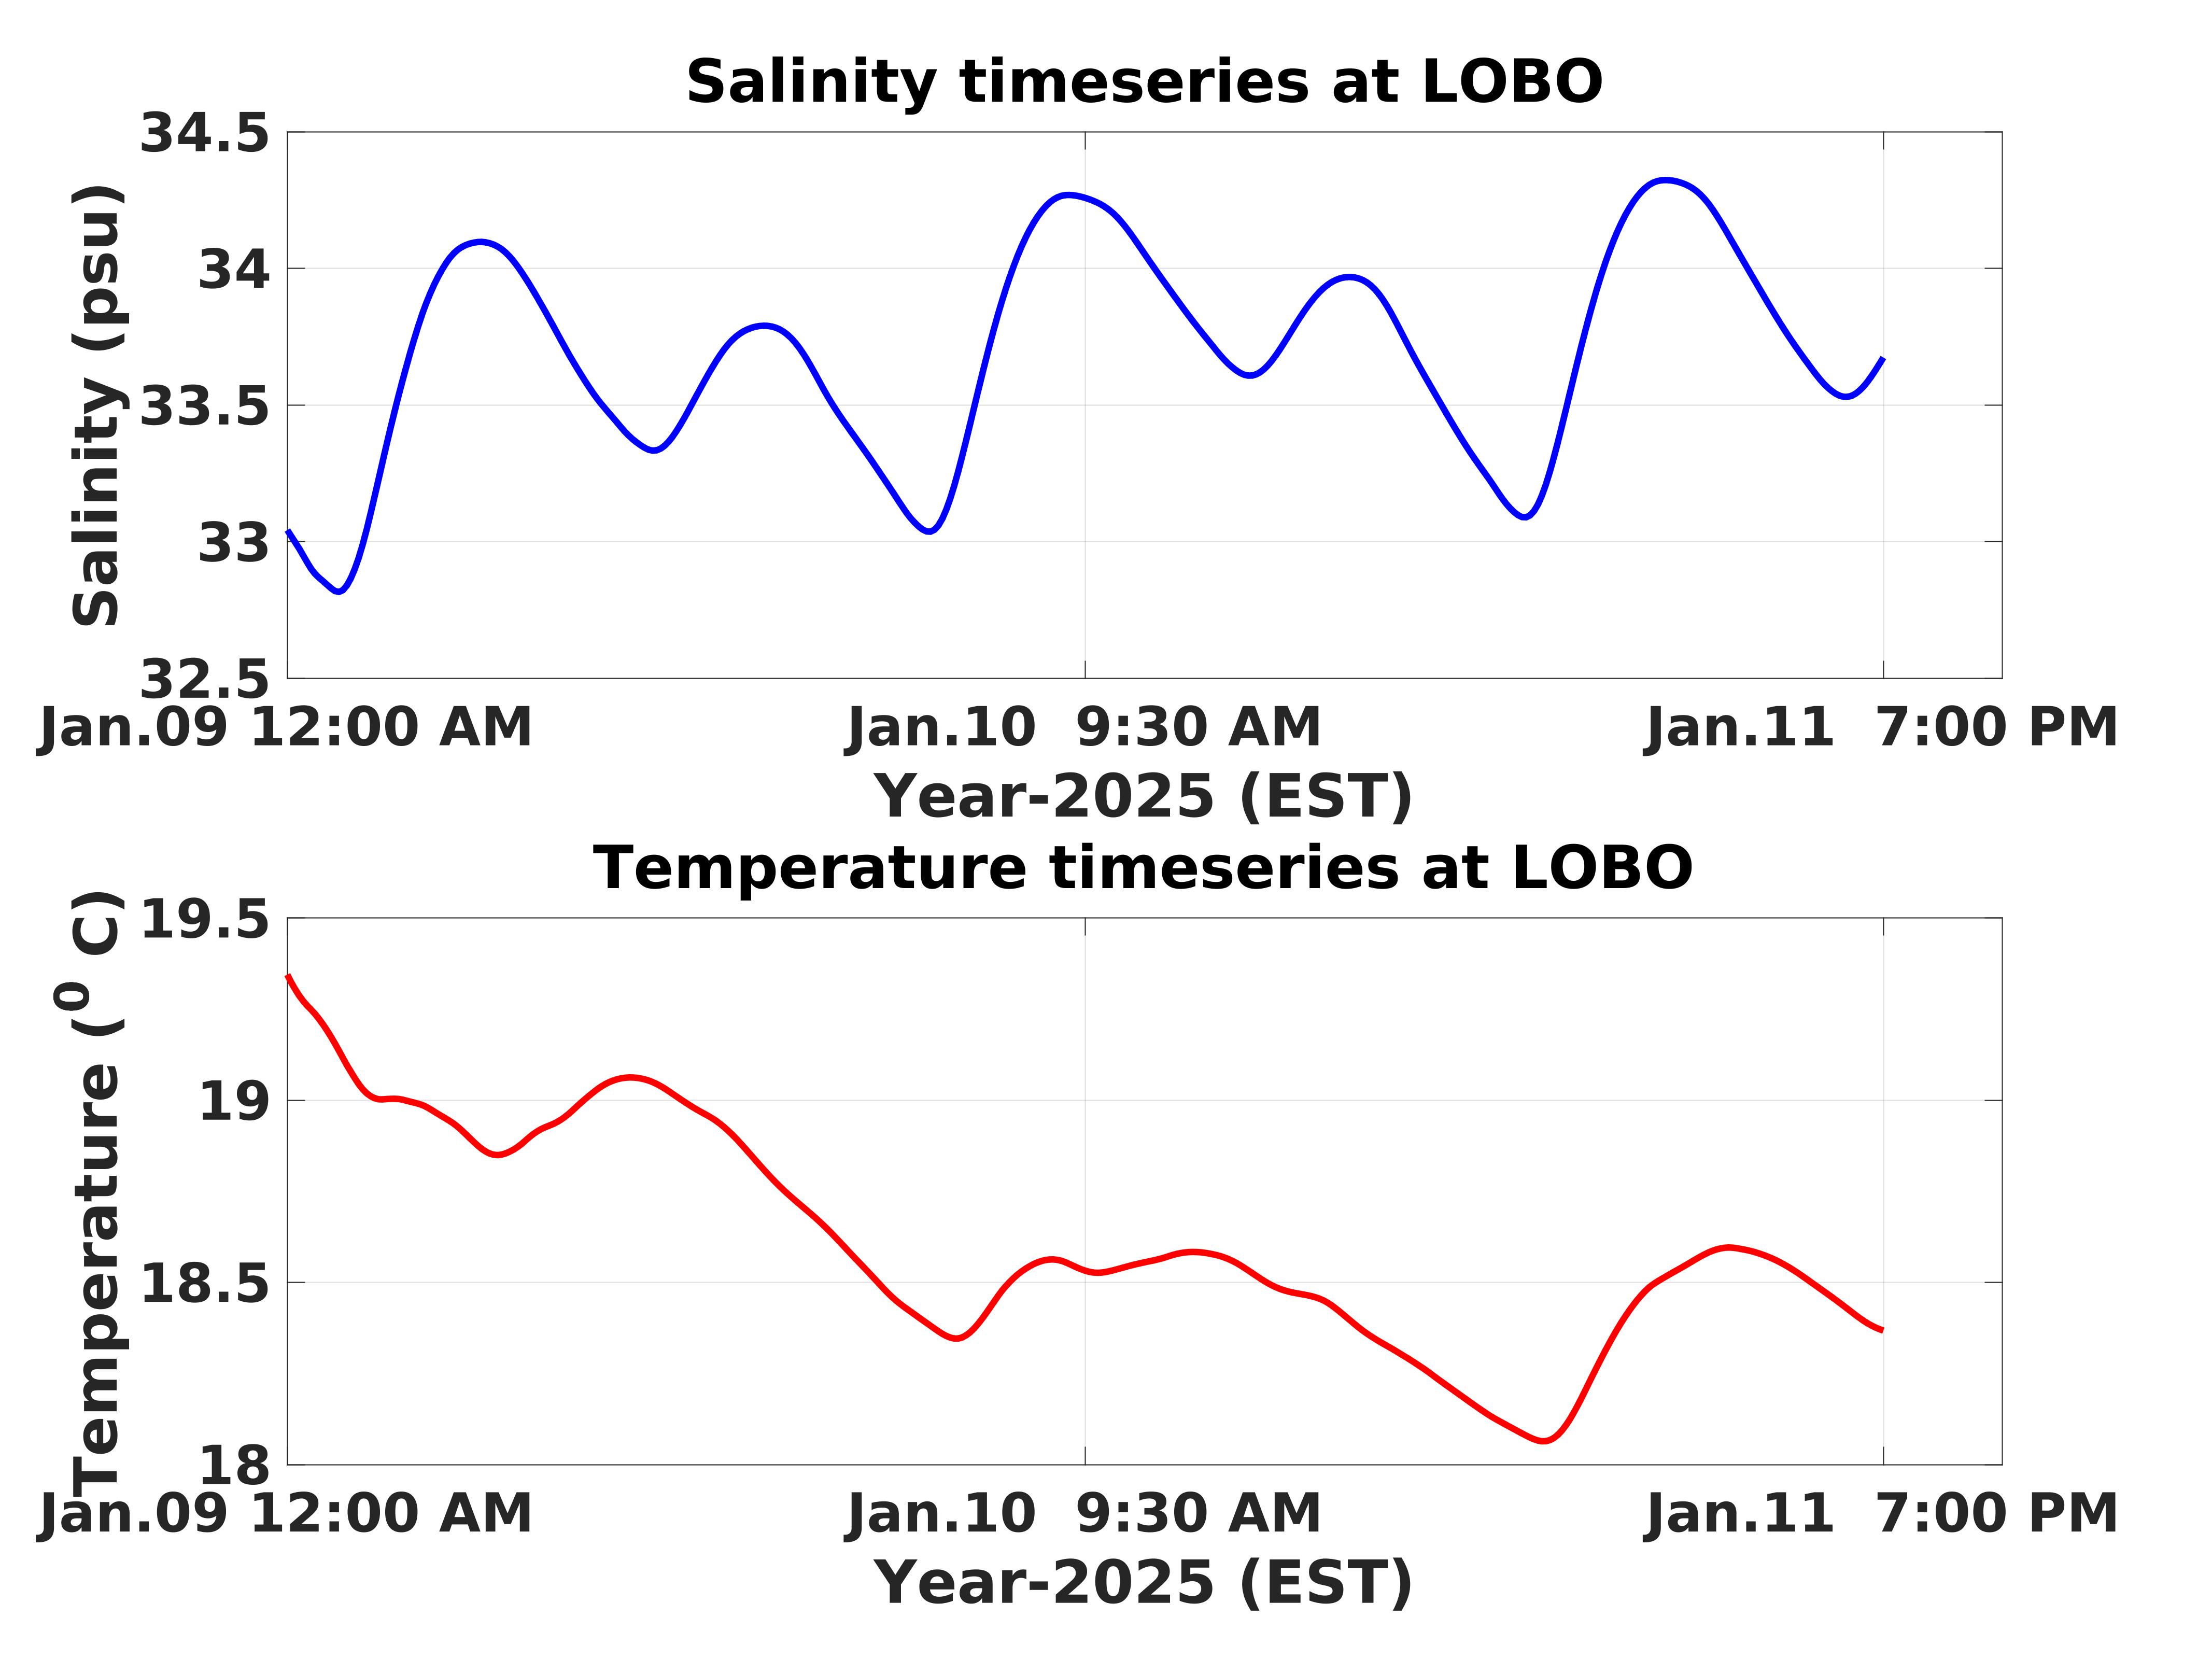 Salinity timeseries at LOBO
34.5
34
33.5
33
32.5
Salinity (psu)
Jan.09 12:00 AM Jan.10 9:30 AM Jan.11 7:00 PM
Year-2025 (EST)
Temperature timeseries at LOBO
19.5
19
18.5
18
Temperature (⁰ C)
Jan.09 12:00 AM Jan.10 9:30 AM Jan.11 7:00 PM
Year-2025 (EST)